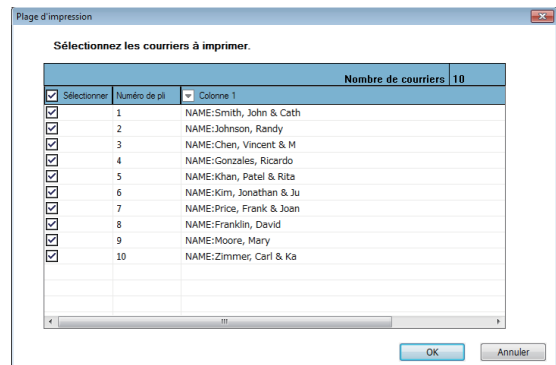 Plage d'impression
Sélectionnez les courriers à imprimer.
Nombre de courriers 10
Sélectionner Numéro de pli Colonne 1
1 NAME:Smith, John & Cath
2 NAME:Johnson, Randy
3 NAME:Chen, Vincent & M
4 NAME:Gonzales, Ricardo
5 NAME:Khan, Patel & Rita
6 NAME:Kim, Jonathan & Ju
7 NAME:Price, Frank & Joan
8 NAME:Franklin, David
9 NAME:Moore, Mary
10 NAME:Zimmer, Carl & Ka
OK Annuler